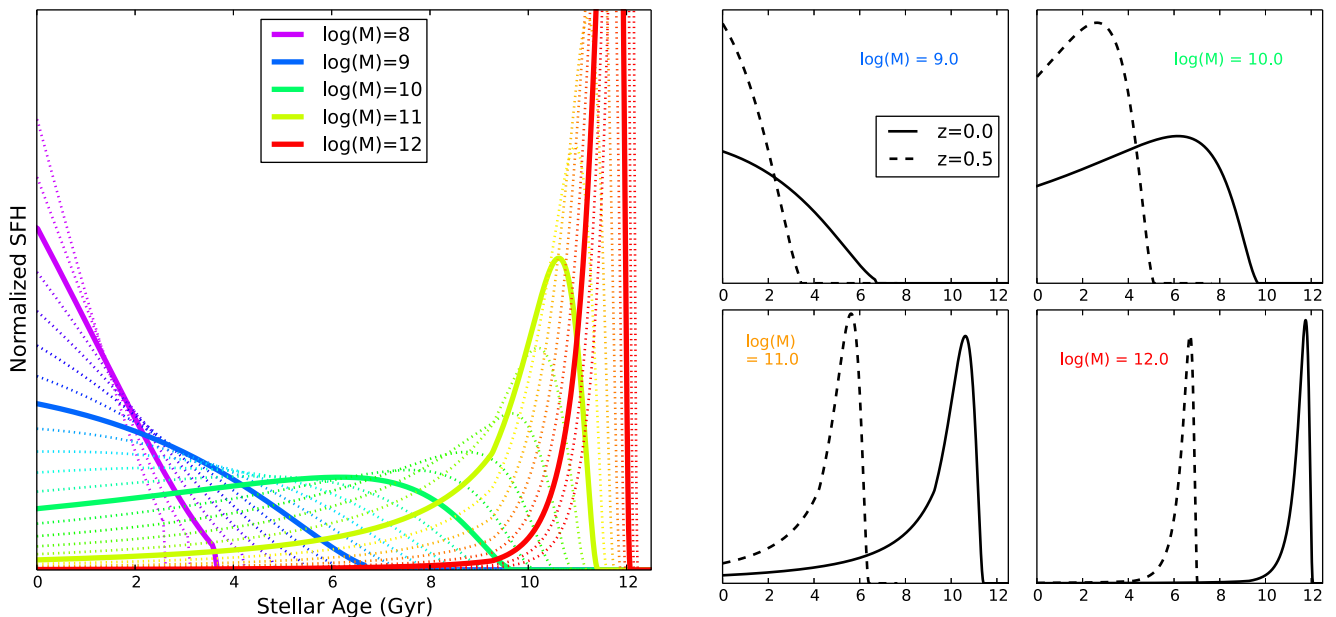 Normalized SFH
log(M)=8
log(M)=9
log(M)=10
log(M)=11
log(M)=12
0 2 4 6 8 10 12
Stellar Age (Gyr)
log(M) = 9.0
z=0.0
z=0.5
0 2 4 6 8 10 12
log(M) = 10.0
0 2 4 6 8 10 12
log(M)
= 11.0
0 2 4 6 8 10 12
log(M) = 12.0
0 2 4 6 8 10 12